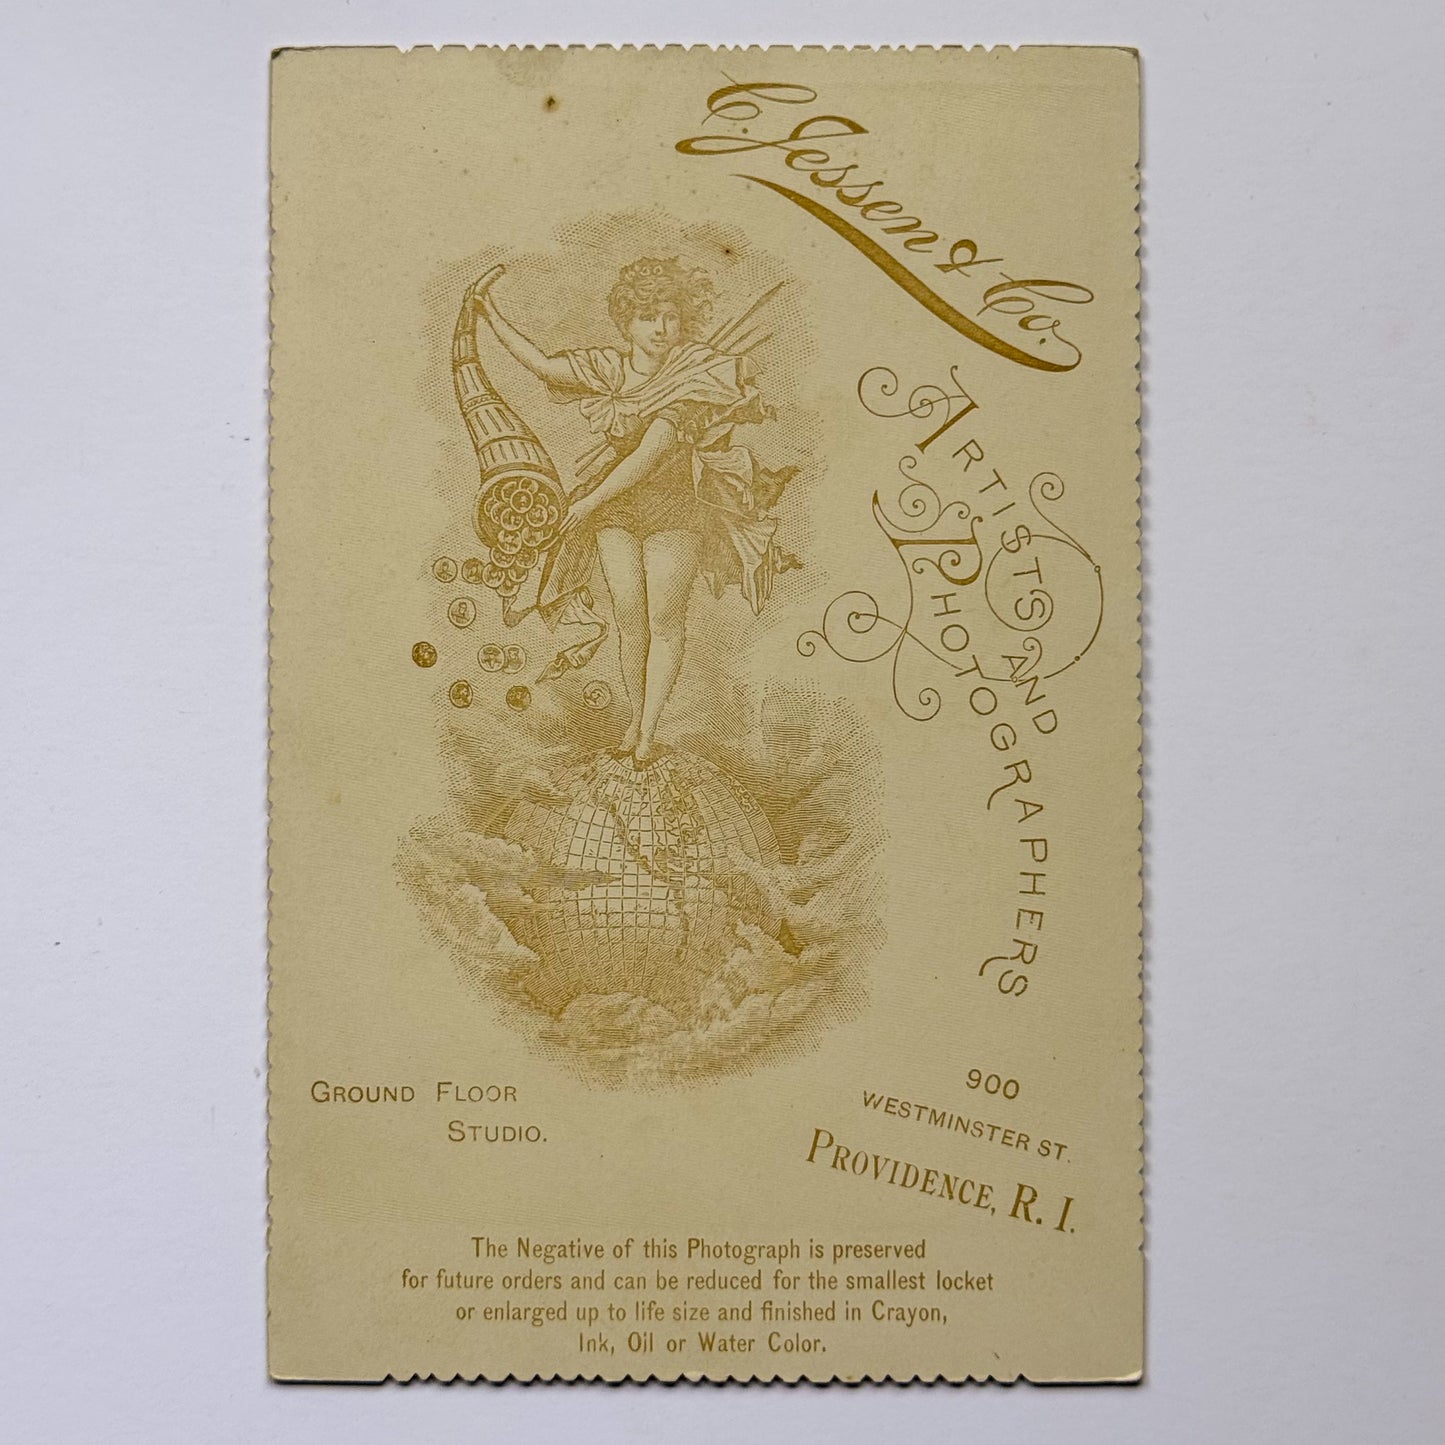 C. Jessen & Co.
ARTISTS AND
PHOTOGRAPHERS
GROUND FLOOR
STUDIO.
900
WESTMINSTER ST.
PROVIDENCE, R. I.
The Negative of this Photograph is preserved
for future orders and can be reduced for the smallest locket
or enlarged up to life size and finished in Crayon,
Ink, Oil or Water Color.